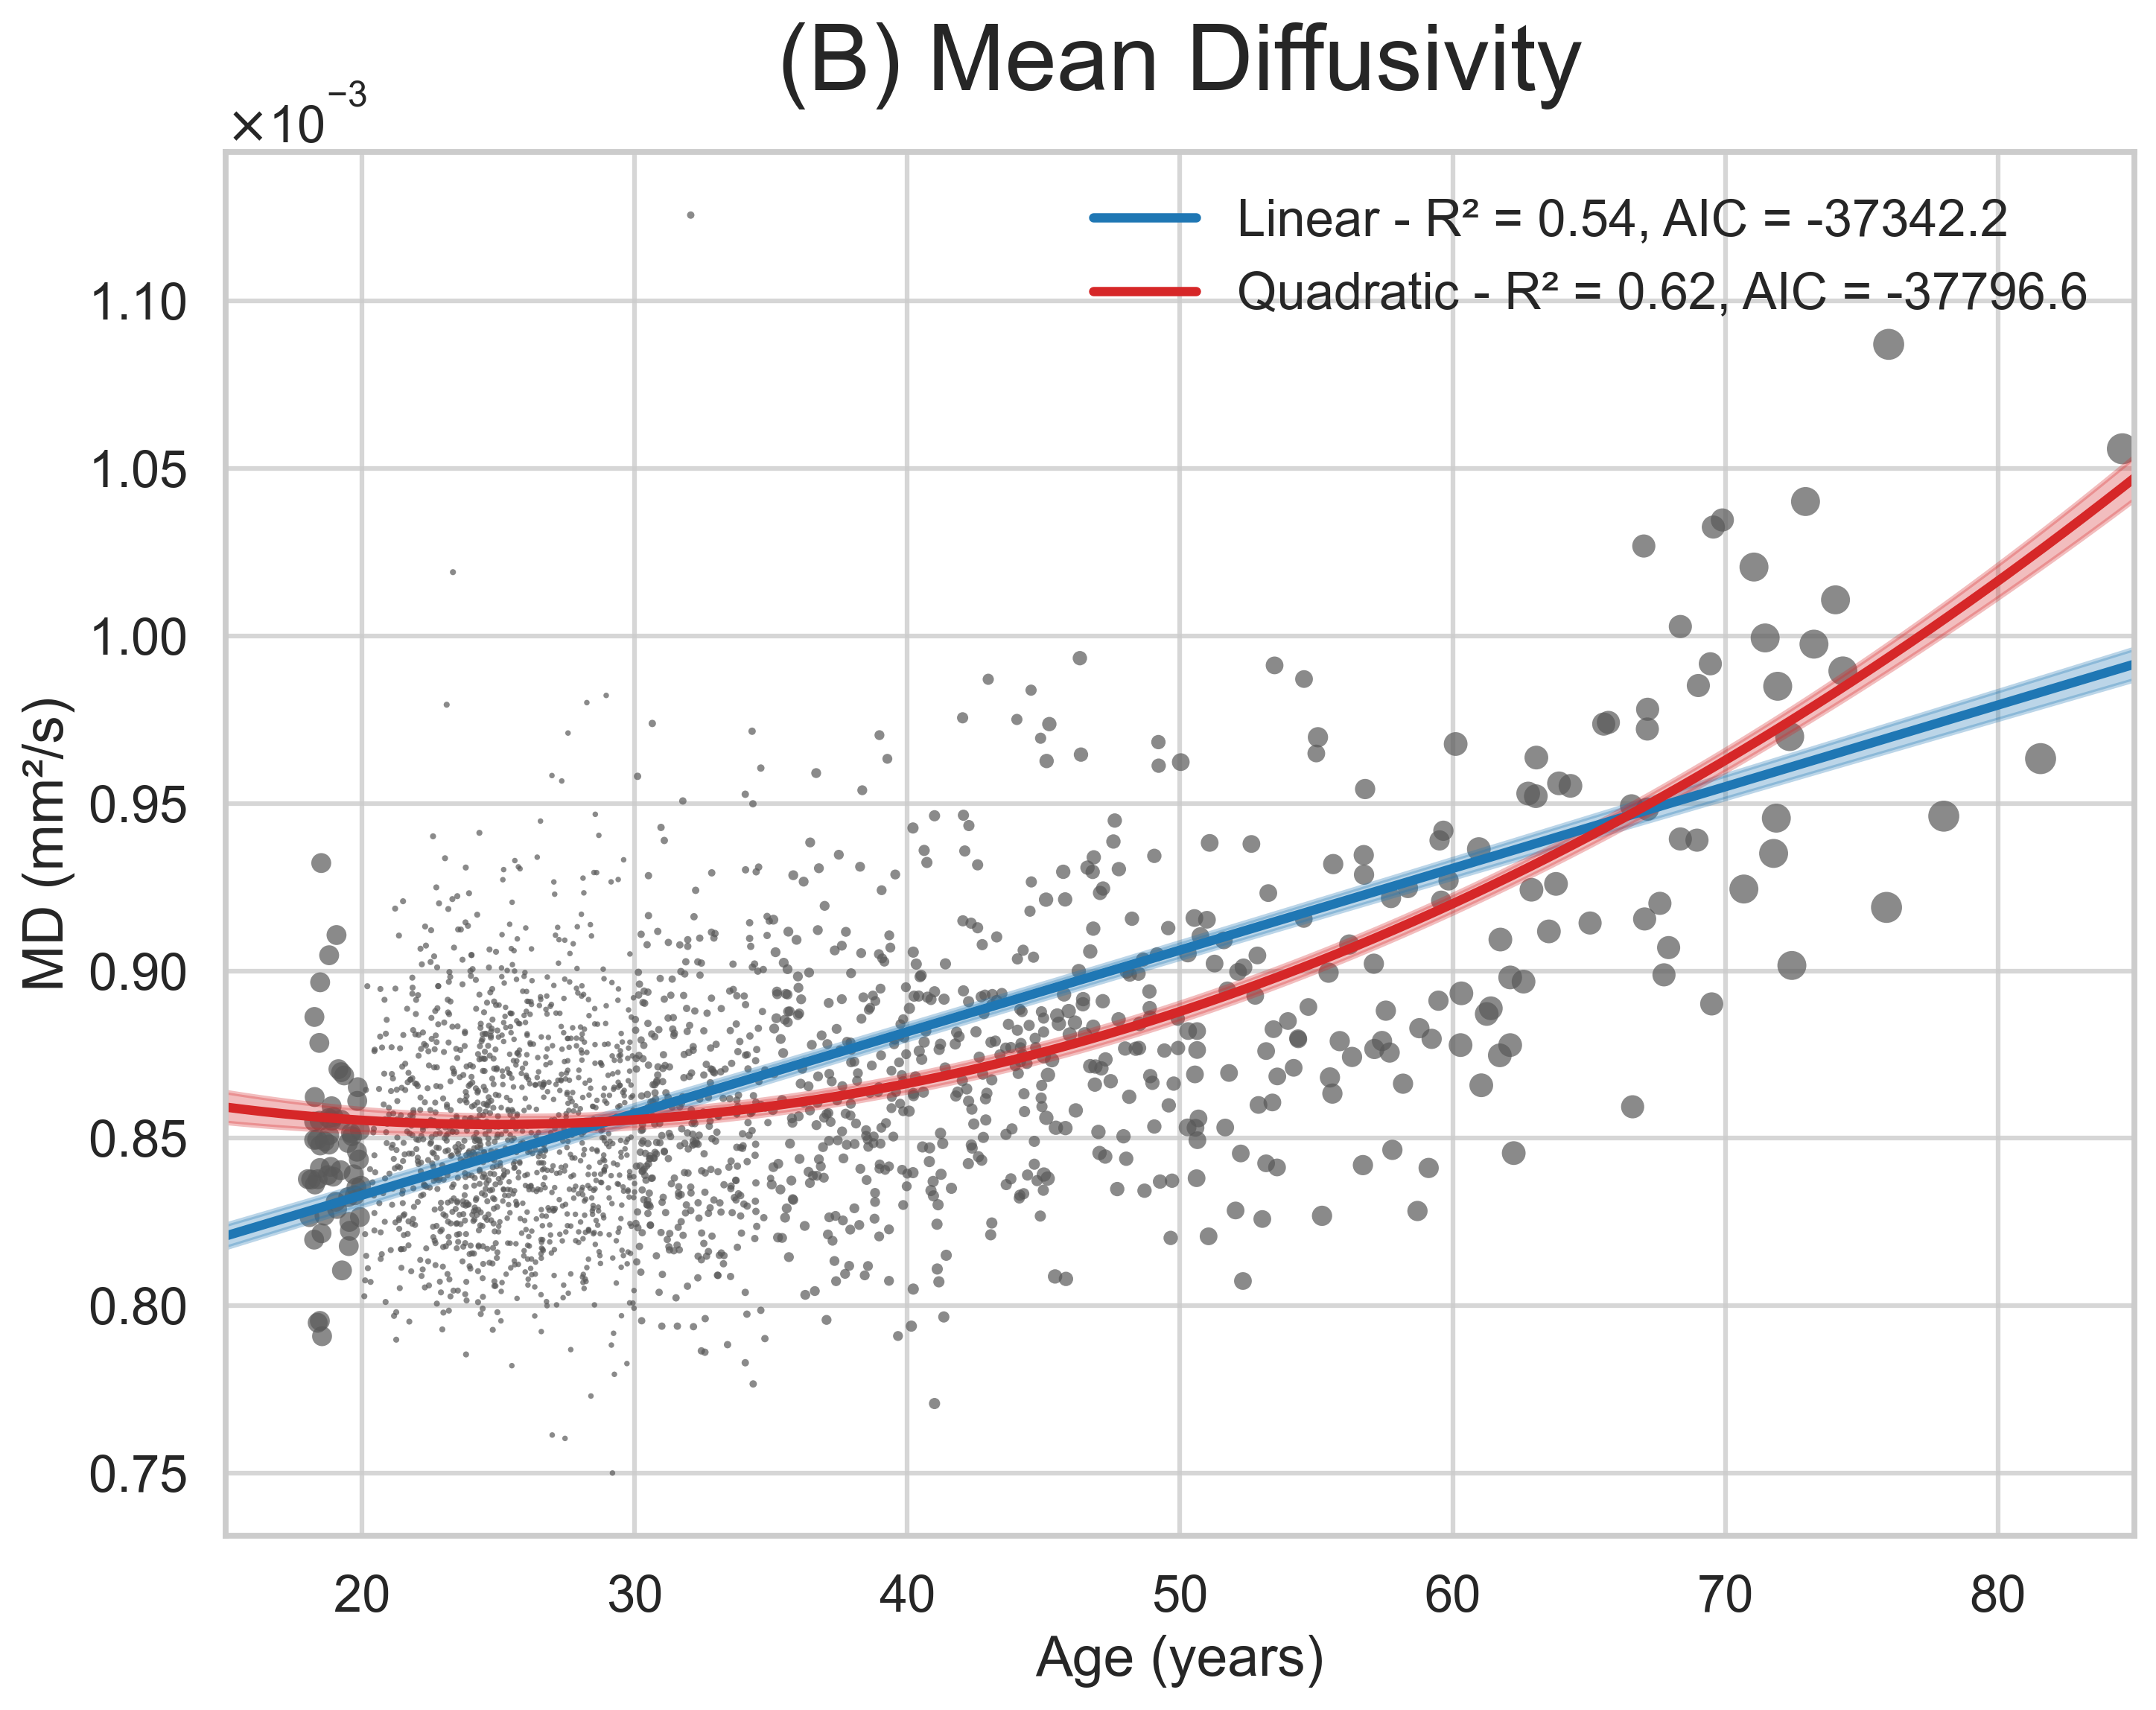 (B) Mean Diffusivity
×10⁻³
Linear - R² = 0.54, AIC = -37342.2
Quadratic - R² = 0.62, AIC = -37796.6
1.10
1.05
1.00
0.95
0.90
0.85
0.80
0.75
MD (mm²/s)
20 30 40 50 60 70 80
Age (years)